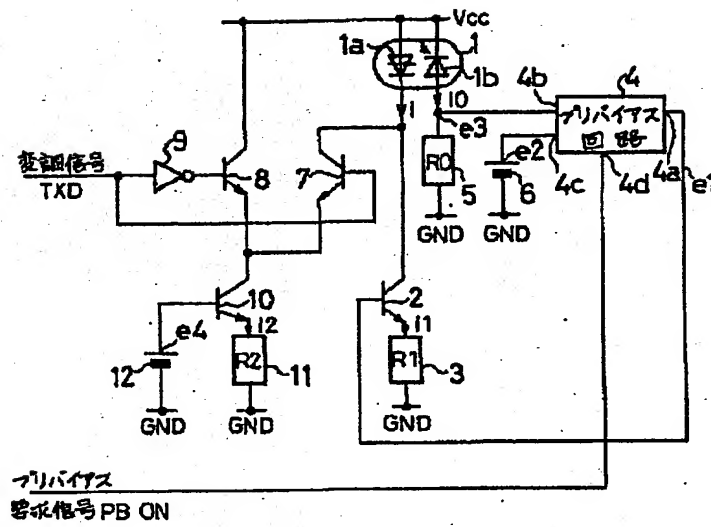 Vcc
1a
1
1b
i
i0
4b
4
プリバイアス
回路
e3
e2
4c
4d
4a
e1
9
変調信号
TXD
8
7
R0
5
6
GND
GND
10
2
e4
i2
i1
12
R2
11
R1
3
GND
GND
GND
プリバイアス
要求信号 PB ON